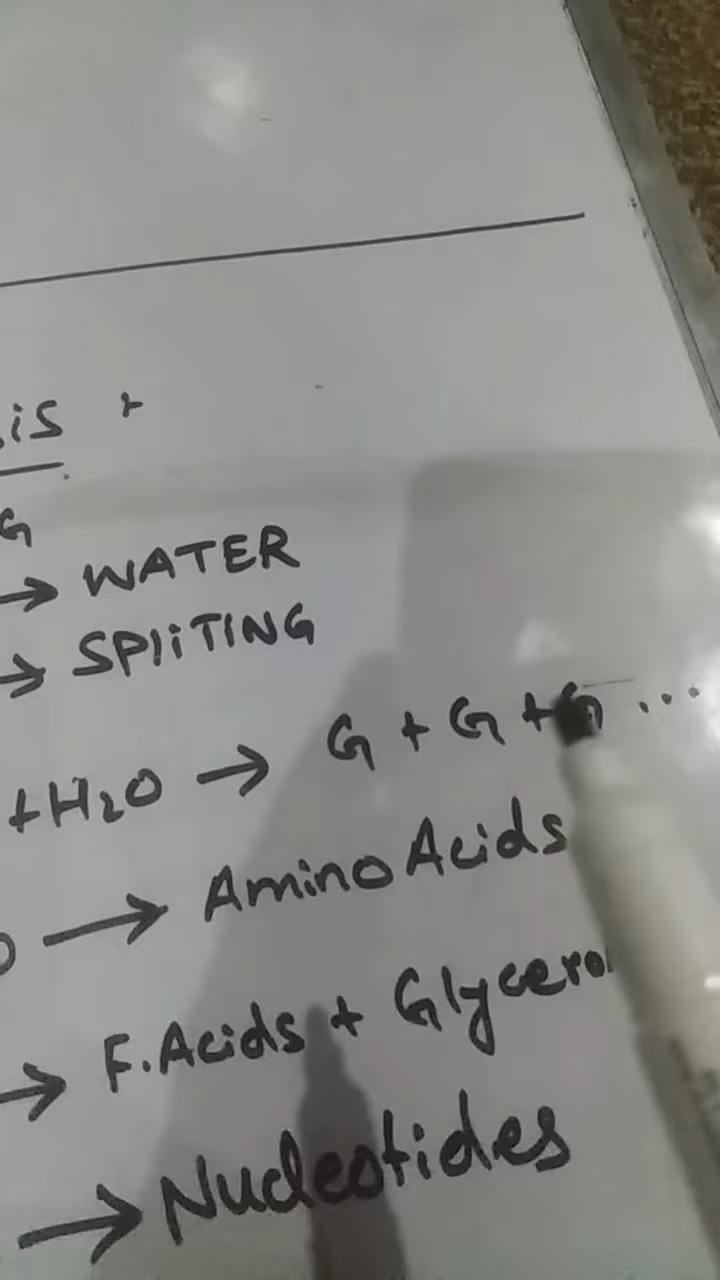 is :
G
→ WATER
→ SPliTING
+H₂O → G + G + G ...
→ Amino Acids
→ F.Acids + Glycerol
→ Nucleotides